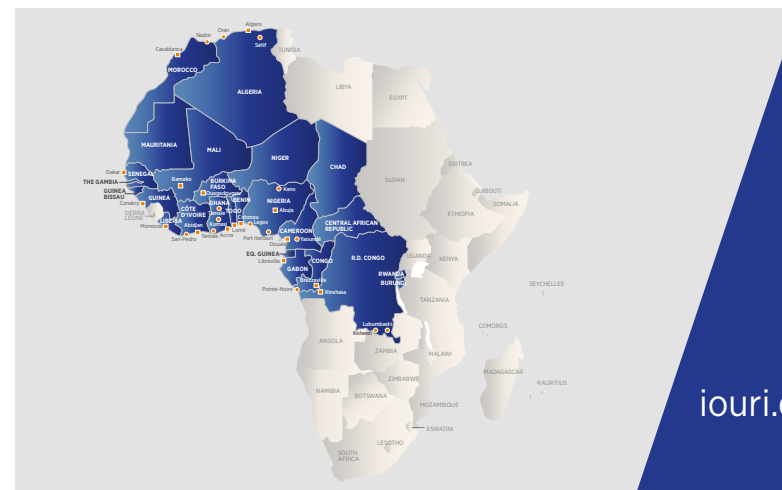 Algiers
Oran
Nador
Sétif
Casablanca
TUNISIA
MOROCCO
LIBYA
EGYPT
ALGERIA
MAURITANIA
MALI
NIGER
CHAD
SUDAN
ERITREA
Dakar
SENEGAL
THE GAMBIA
Bamako
BURKINA
FASO
Ouagadougou
Kano
DJIBOUTI
GUINEA
BISSAU
GUINEA
GHANA
BENIN
NIGERIA
SOMALIA
Conakry
CÔTE
D'IVOIRE
Tamale
TOGO
Abuja
ETHIOPIA
SIERRA
LEONE
LIBERIA
Abidjan
Kumasi
Cotonou
Lagos
CENTRAL AFRICAN
REPUBLIC
Monrovia
San-Pédro
Takoradi
Accra
Lomé
Port Harcourt
CAMEROON
Douala
Yaoundé
EQ. GUINEA
Libreville
CONGO
R.D. CONGO
UGANDA
KENYA
GABON
RWANDA
BURUNDI
Brazzaville
Kinshasa
Pointe-Noire
SEYCHELLES
TANZANIA
Lubumbashi
Kolwezi
COMOROS
ANGOLA
ZAMBIA
MALAWI
MADAGASCAR
ZIMBABWE
MAURITIUS
NAMIBIA
BOTSWANA
MOZAMBIQUE
iouri.
ESWATINI
LESOTHO
SOUTH
AFRICA